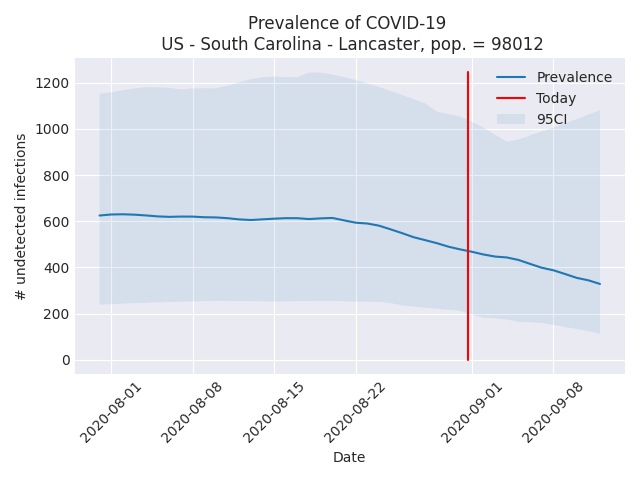 Prevalence of COVID-19
US - South Carolina - Lancaster, pop. = 98012
Prevalence
Today
95CI
# undetected infections
1200
1000
800
600
400
200
0
2020-08-01
2020-08-08
2020-08-15
2020-08-22
2020-09-01
2020-09-08
Date